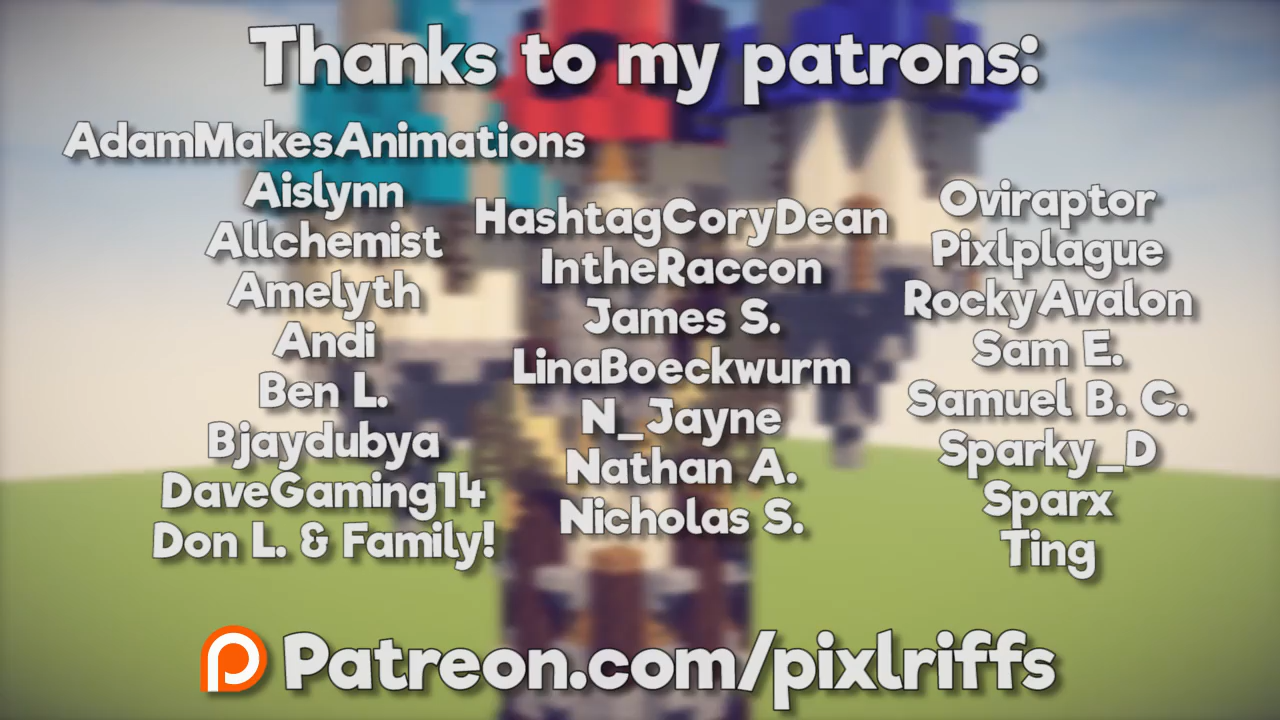 Thanks to my patrons:
AdamMakesAnimations
Aislynn
Allchemist
Amelyth
Andi
Ben L.
Bjaydubya
DaveGaming14
Don L. & Family!
HashtagCoryDean
IntheRaccon
James S.
LinaBoeckwurm
N_Jayne
Nathan A.
Nicholas S.
Oviraptor
Pixlplague
RockyAvalon
Sam E.
Samuel B. C.
Sparky_D
Sparx
Ting
Patreon.com/pixlriffs